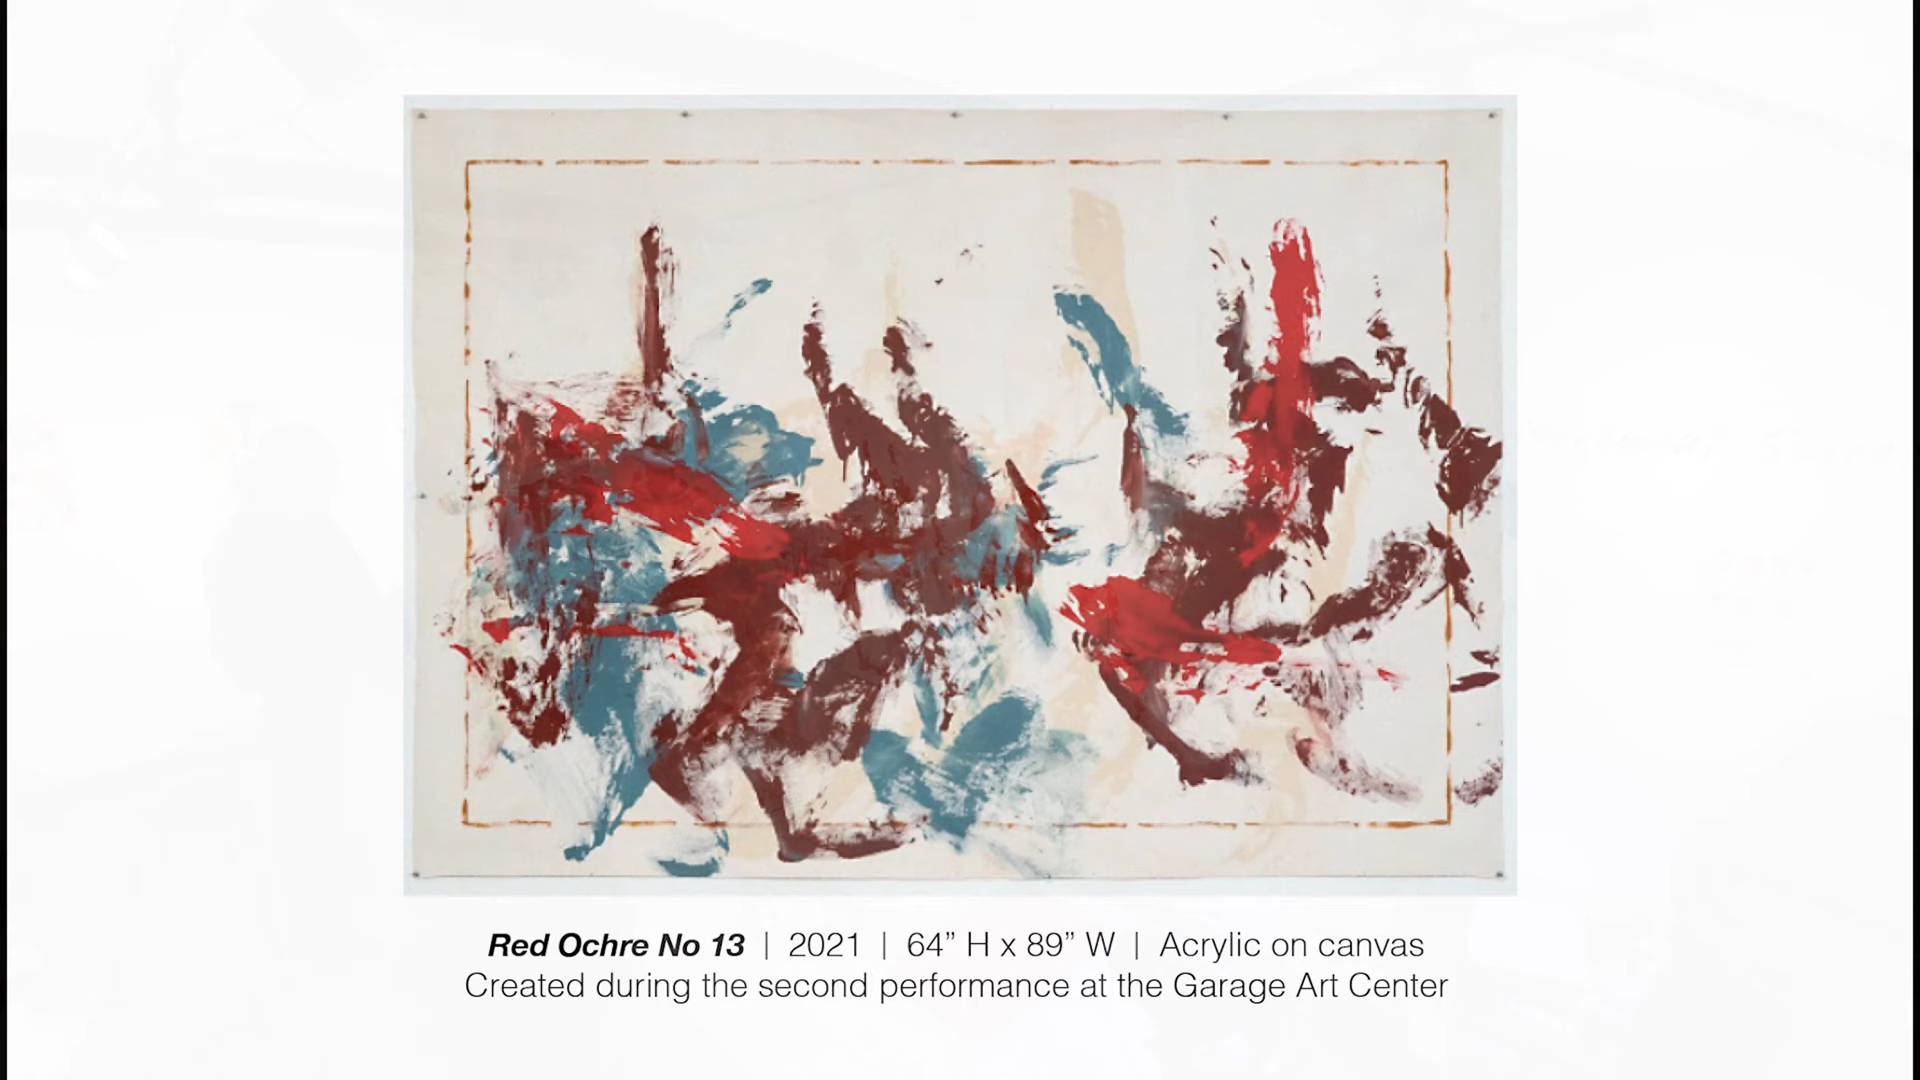 Red Ochre No 13 | 2021 | 64” H x 89” W | Acrylic on canvas
Created during the second performance at the Garage Art Center